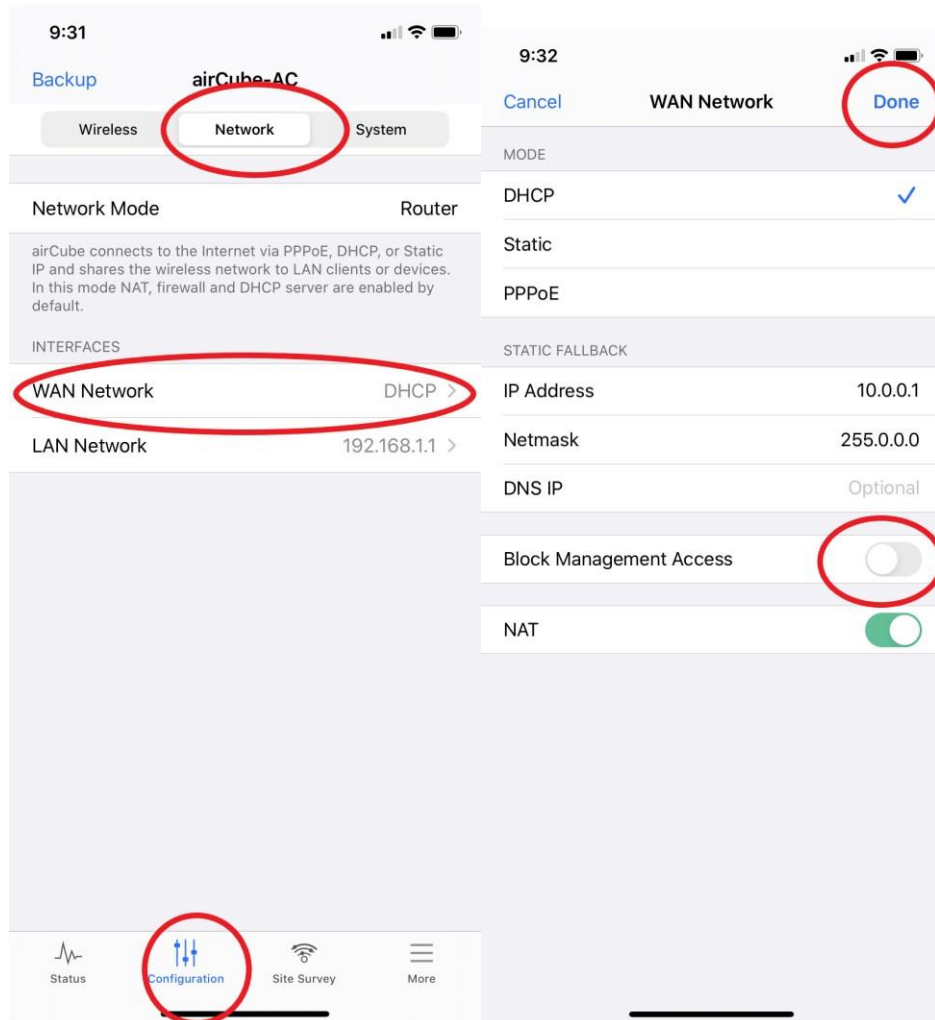 9:31
Backup
airCube-AC
Wireless
Network
System
Network Mode
Router
airCube connects to the Internet via PPPoE, DHCP, or Static
IP and shares the wireless network to LAN clients or devices.
In this mode NAT, firewall and DHCP server are enabled by
default.
INTERFACES
WAN Network
DHCP
LAN Network
192.168.1.1
Status
Configuration
Site Survey
More
9:32
Cancel
WAN Network
Done
MODE
DHCP
Static
PPPoE
STATIC FALLBACK
IP Address
10.0.0.1
Netmask
255.0.0.0
DNS IP
Optional
Block Management Access
NAT